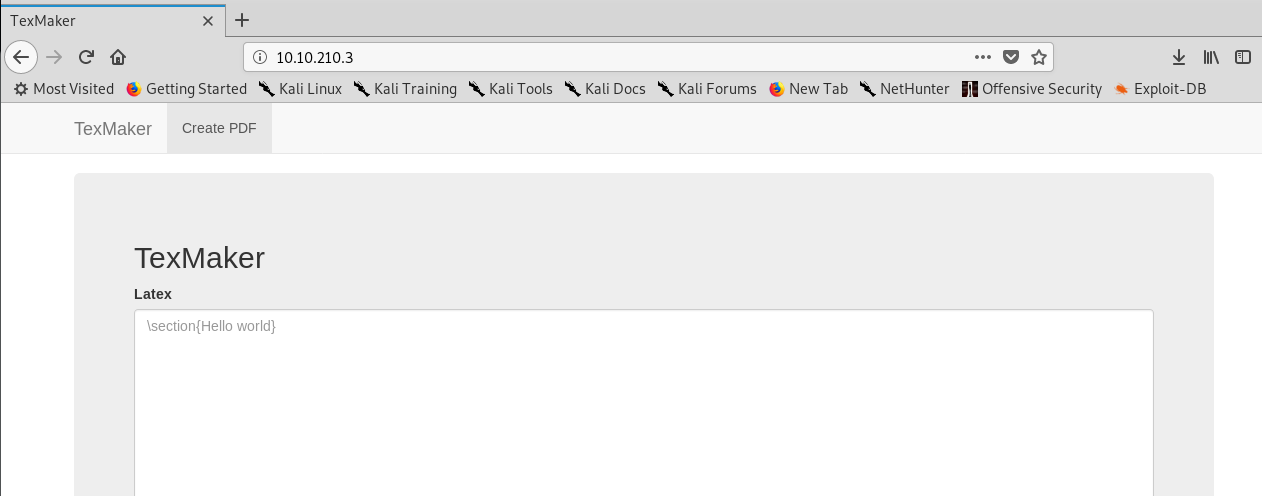 TexMaker
10.10.210.3
Most Visited Getting Started Kali Linux Kali Training Kali Tools Kali Docs Kali Forums New Tab NetHunter Offensive Security Exploit-DB
TexMaker Create PDF
TexMaker
Latex
\section{Hello world}